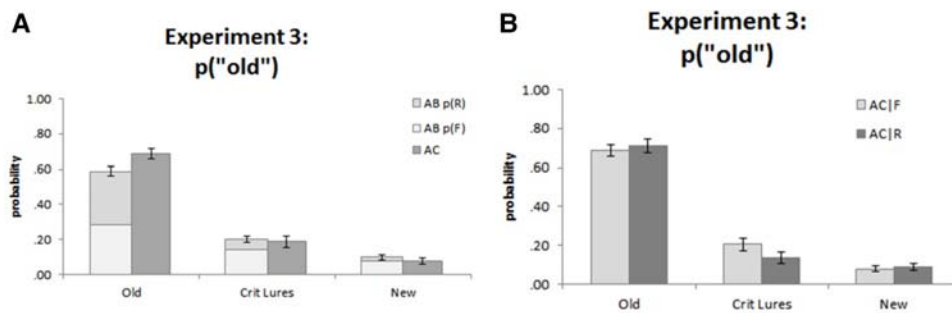 A
Experiment 3:
p("old")
probability
1.00
.80
.60
.40
.20
.00
AB p(R)
AB p(F)
AC
Old
Crit Lures
New
B
Experiment 3:
p("old")
probability
1.00
.80
.60
.40
.20
.00
AC|F
AC|R
Old
Crit Lures
New